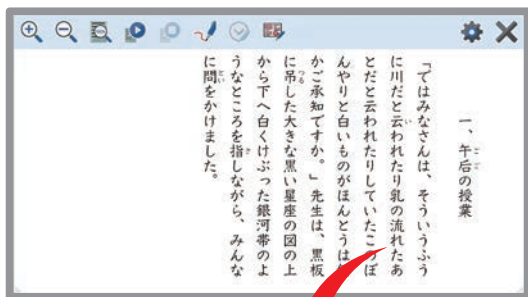 一、午后の授業
「ではみなさんは、そういうふう
に川だと云われたり乳の流れたあ
とだと云われたりしていたこのぼ
んやりと白いものがほんとうは
かご承知ですか。」先生は、黒板
に吊した大きな黒い星座の図の上
から下へ白くけぶった銀河帯のよ
うなところを指しながら、みんな
に問をかけました。